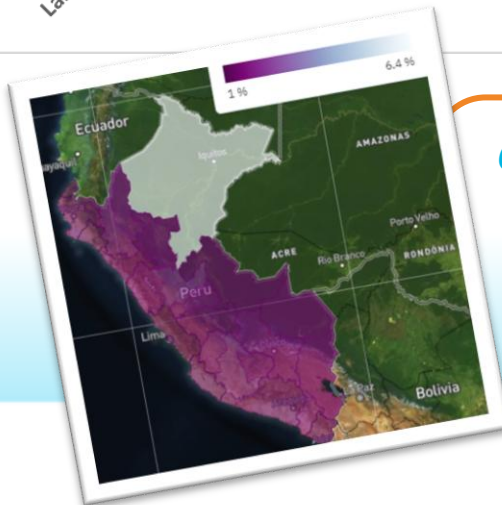 1 %
6.4 %
Ecuador
Iquitos
AMAZONAS
Porto Velho
ACRE
Rio Branco
RONDÔNIA
Peru
Lima
Bolivia